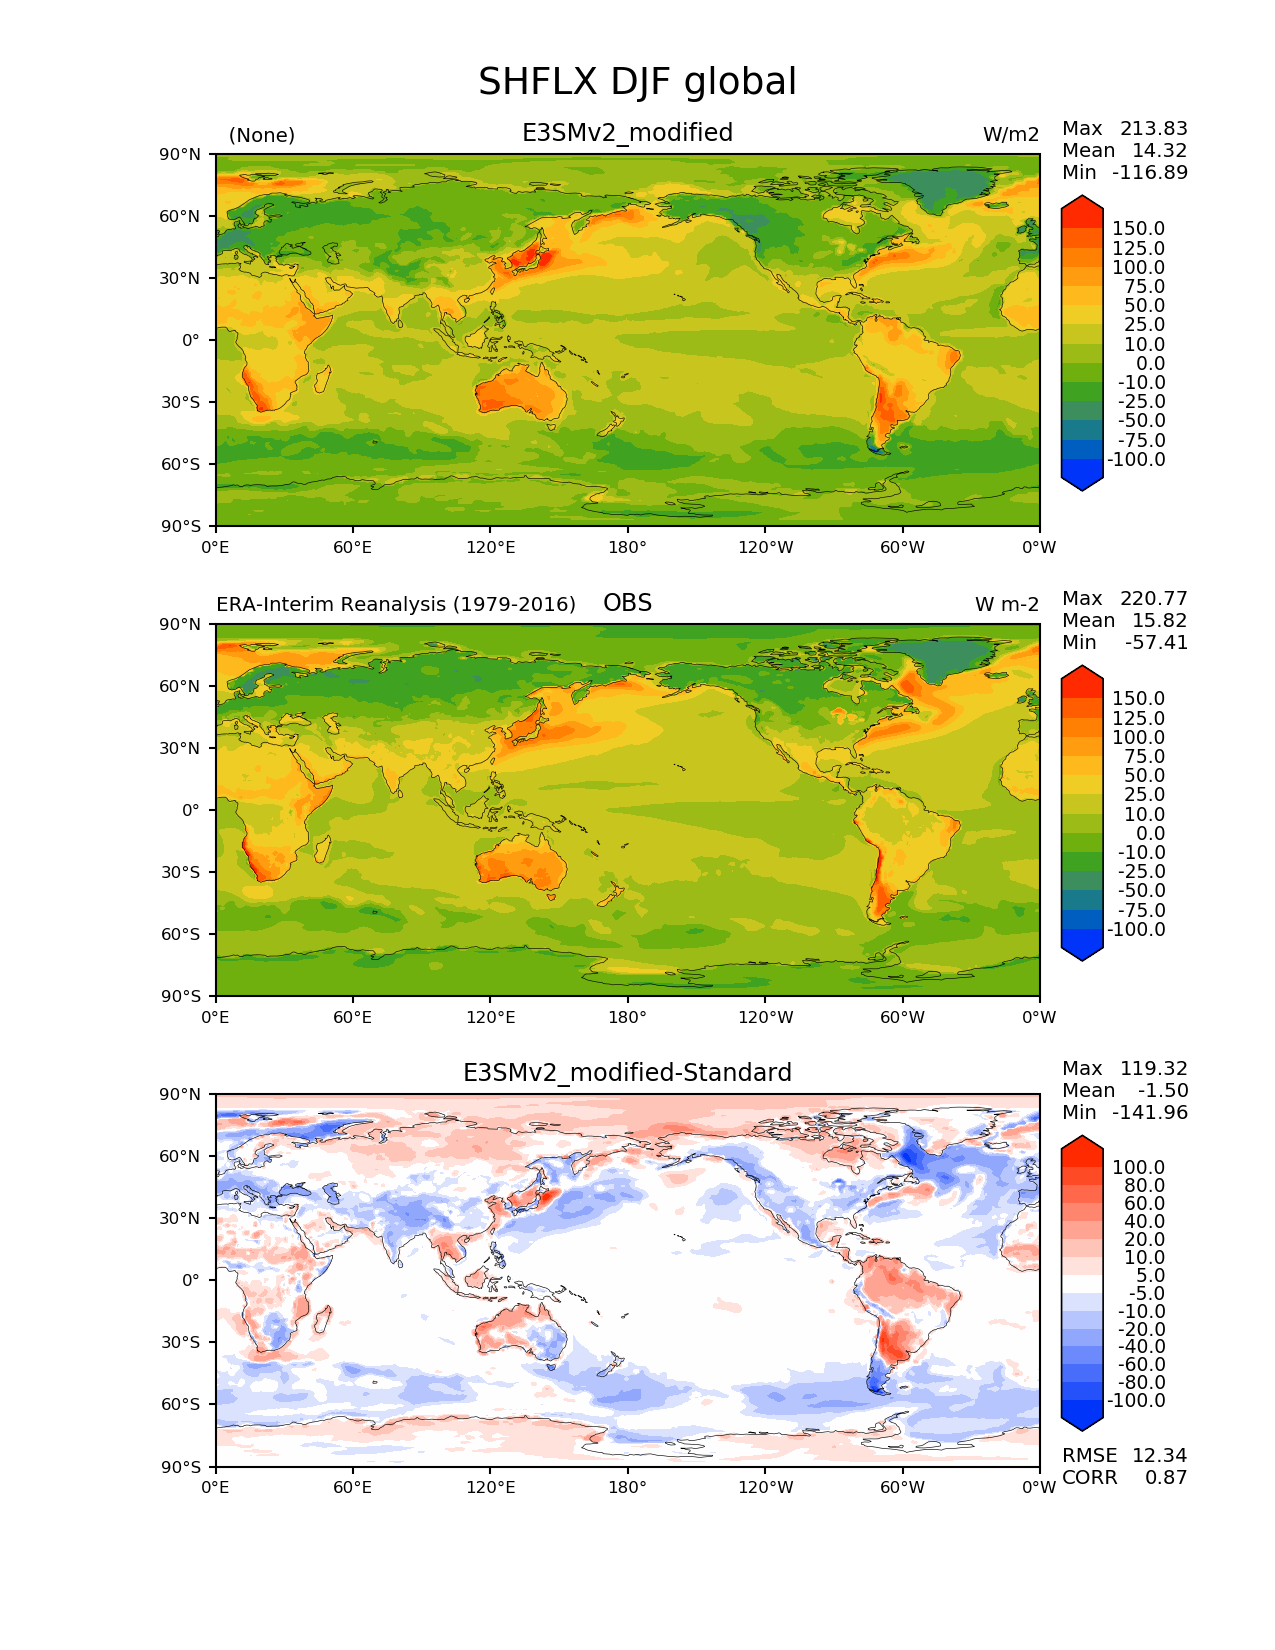 SHFLX DJF global
(None) E3SMv2_modified W/m2
Max 213.83
Mean 14.32
Min -116.89
90°N
60°N
30°N
0°
30°S
60°S
90°S
0°E 60°E 120°E 180° 120°W 60°W 0°W
150.0
125.0
100.0
75.0
50.0
25.0
10.0
0.0
-10.0
-25.0
-50.0
-75.0
-100.0
ERA-Interim Reanalysis (1979-2016) OBS W m-2
Max 220.77
Mean 15.82
Min -57.41
90°N
60°N
30°N
0°
30°S
60°S
90°S
0°E 60°E 120°E 180° 120°W 60°W 0°W
150.0
125.0
100.0
75.0
50.0
25.0
10.0
0.0
-10.0
-25.0
-50.0
-75.0
-100.0
E3SMv2_modified-Standard
Max 119.32
Mean -1.50
Min -141.96
90°N
60°N
30°N
0°
30°S
60°S
90°S
0°E 60°E 120°E 180° 120°W 60°W 0°W
100.0
80.0
60.0
40.0
20.0
10.0
5.0
-5.0
-10.0
-20.0
-40.0
-60.0
-80.0
-100.0
RMSE 12.34
CORR 0.87